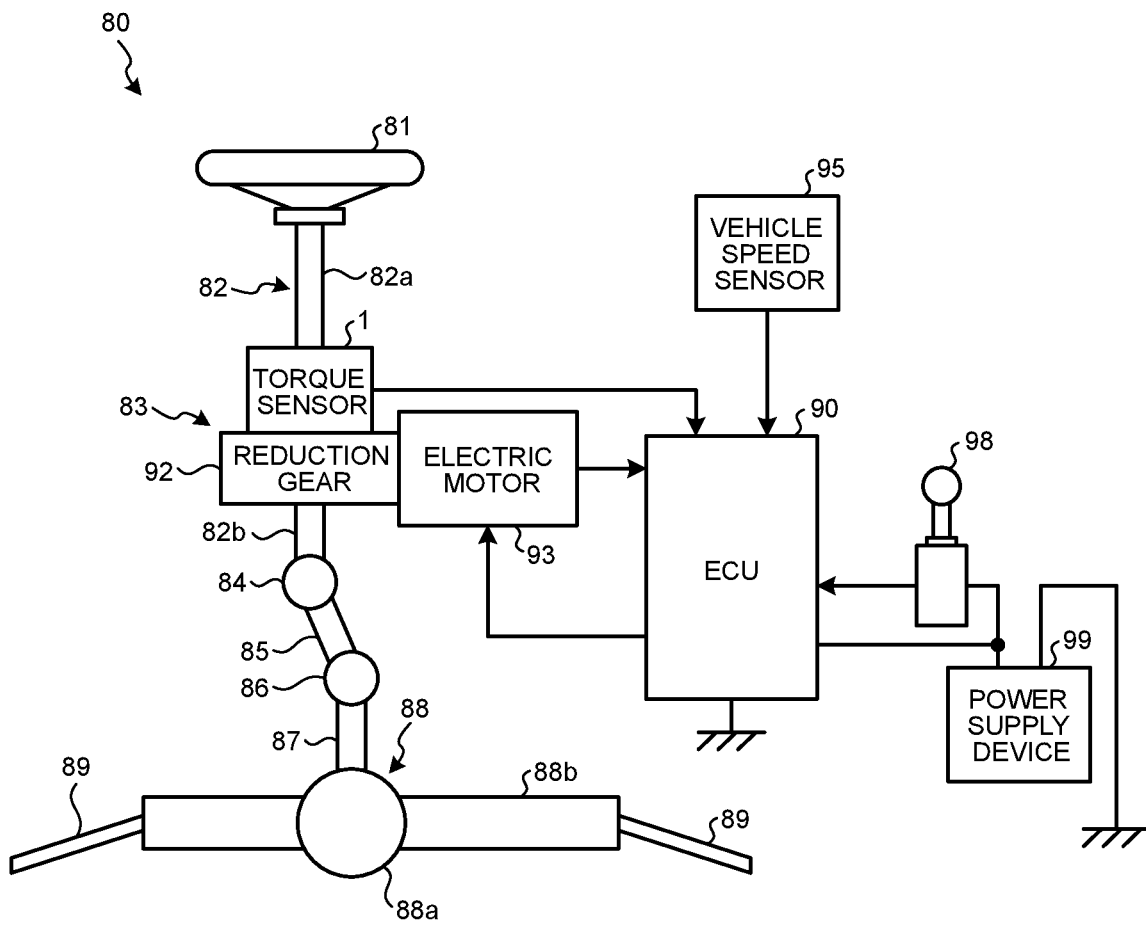 80
81
95
VEHICLE
SPEED
SENSOR
82
82a
1
TORQUE
SENSOR
83
90
98
92
REDUCTION
GEAR
ELECTRIC
MOTOR
82b
93
84
ECU
85
86
99
POWER
SUPPLY
DEVICE
87
88
89
88b
89
88a